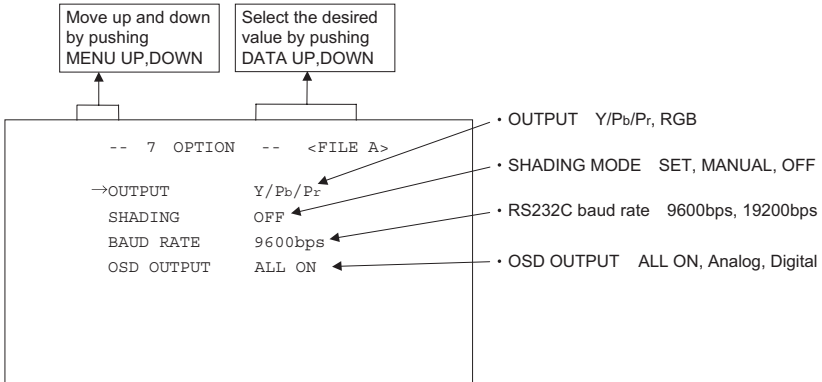 Move up and down
by pushing
MENU UP,DOWN
Select the desired
value by pushing
DATA UP,DOWN
-- 7 OPTION -- <FILE A>
→OUTPUT Y/Pb/Pr
SHADING OFF
BAUD RATE 9600bps
OSD OUTPUT ALL ON
・OUTPUT Y/Pb/Pr, RGB
・SHADING MODE SET, MANUAL, OFF
・RS232C baud rate 9600bps, 19200bps
・OSD OUTPUT ALL ON, Analog, Digital